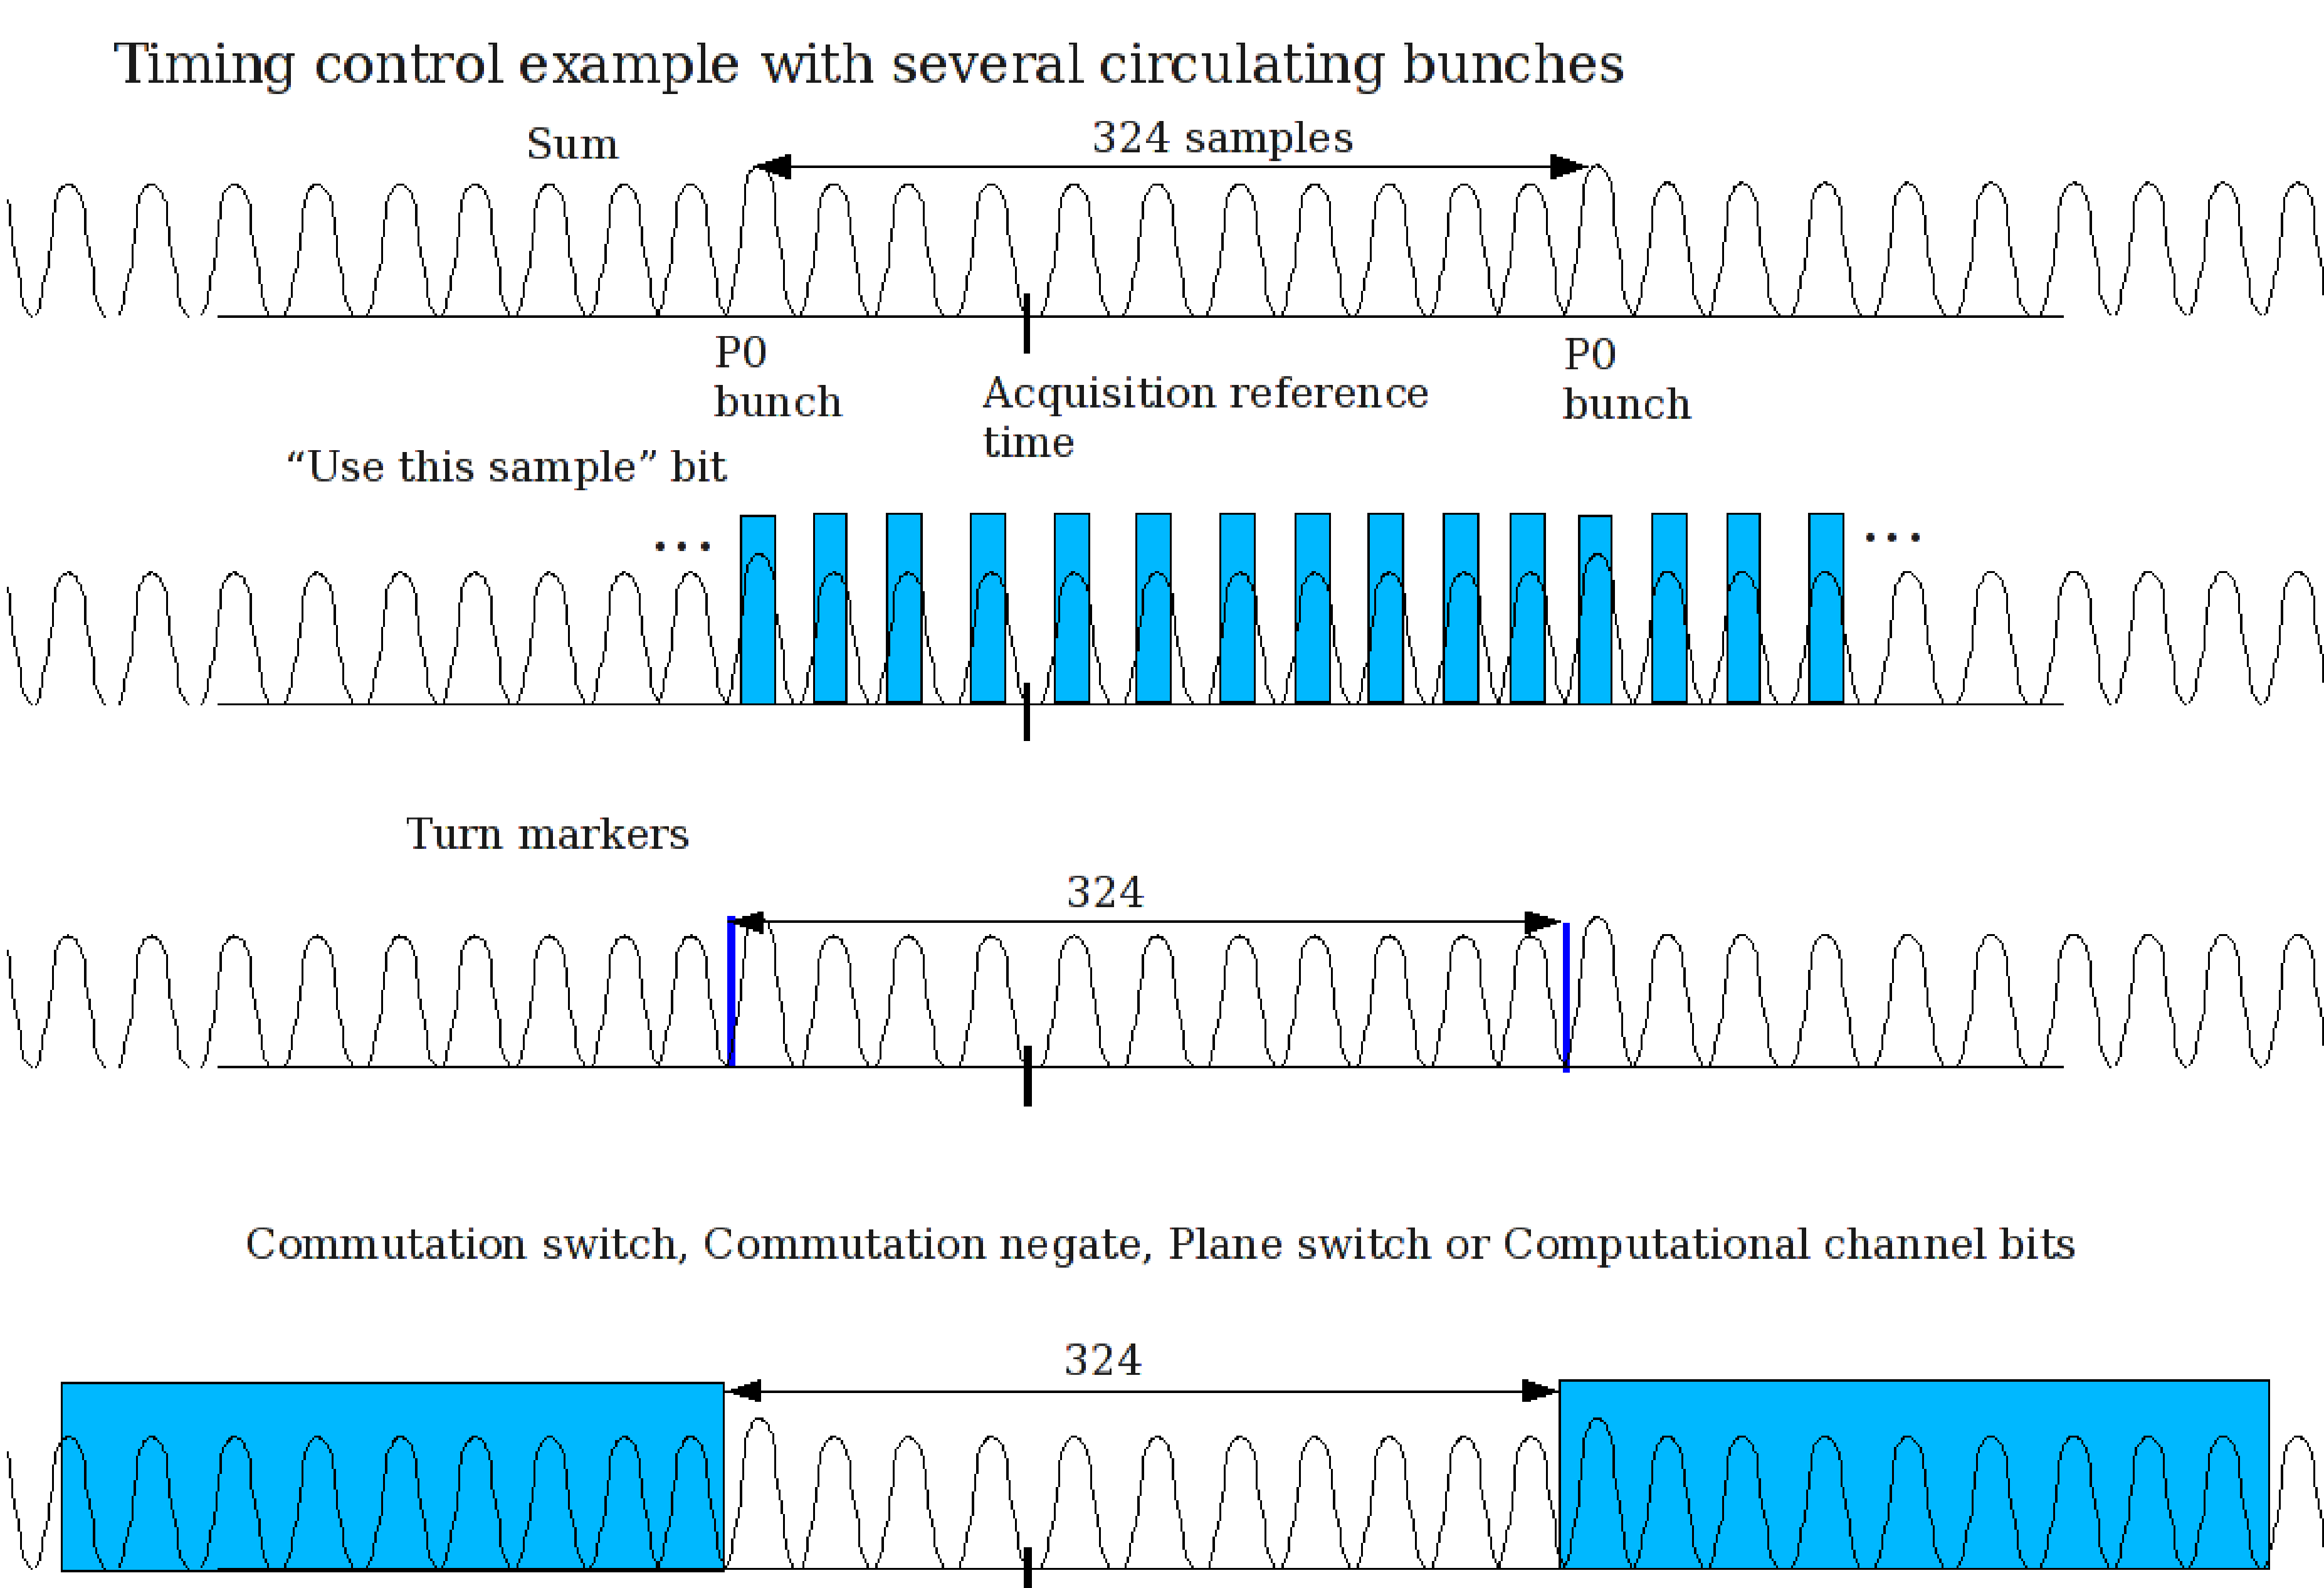 Timing control example with several circulating bunches
Sum
324 samples
P0
bunch
Acquisition reference
time
P0
bunch
“Use this sample” bit
...
...
Turn markers
324
Commutation switch, Commutation negate, Plane switch or Computational channel bits
324